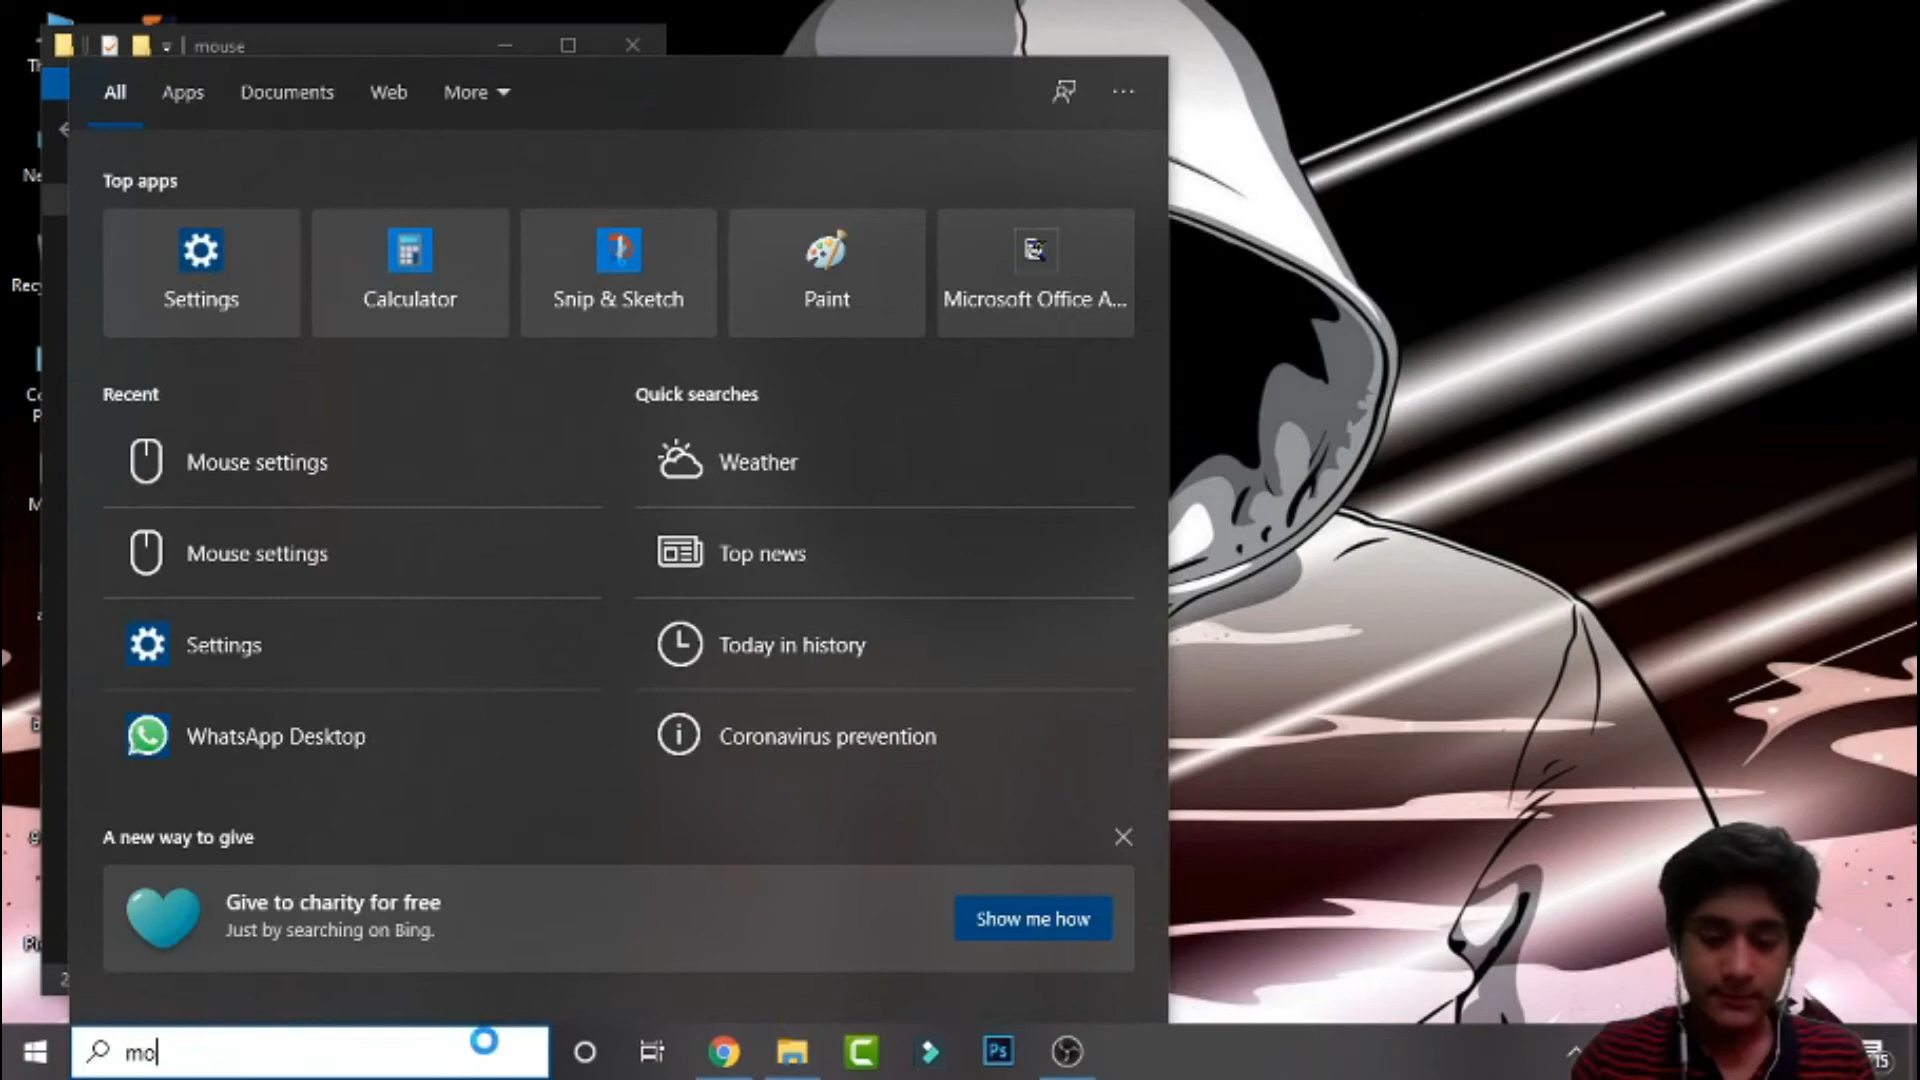 mouse
All Apps Documents Web More
Top apps
Settings Calculator Snip & Sketch Paint Microsoft Office A...
Recent Quick searches
Mouse settings Weather
Mouse settings Top news
Settings Today in history
WhatsApp Desktop Coronavirus prevention
A new way to give
Give to charity for free
Just by searching on Bing.
Show me how
mo
Ps
15